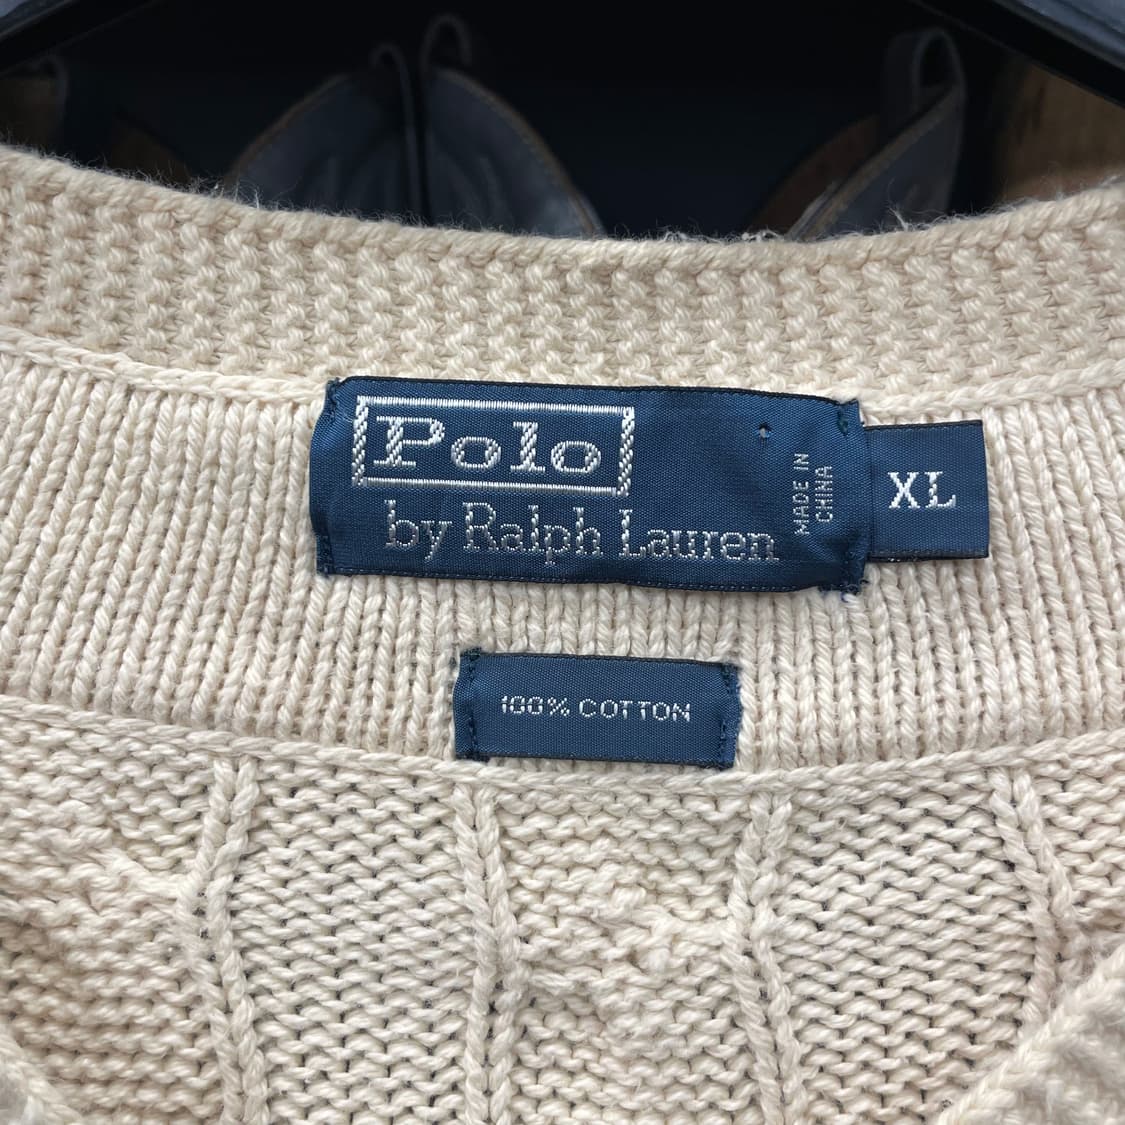 Polo
by Ralph Lauren
MADE IN
CHINA
XL
100% COTTON